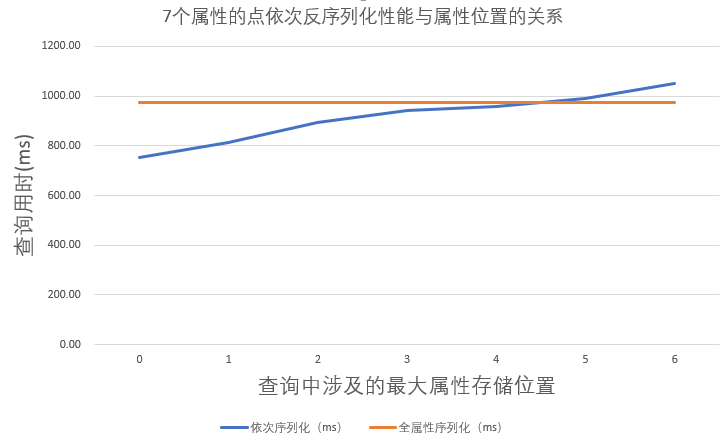 7个属性的点依次反序列化性能与属性位置的关系
1200.00
1000.00
800.00
600.00
400.00
200.00
0.00
查询用时(ms)
0 1 2 3 4 5 6
查询中涉及的最大属性存储位置
依次序列化（ms） 全属性序列化（ms）